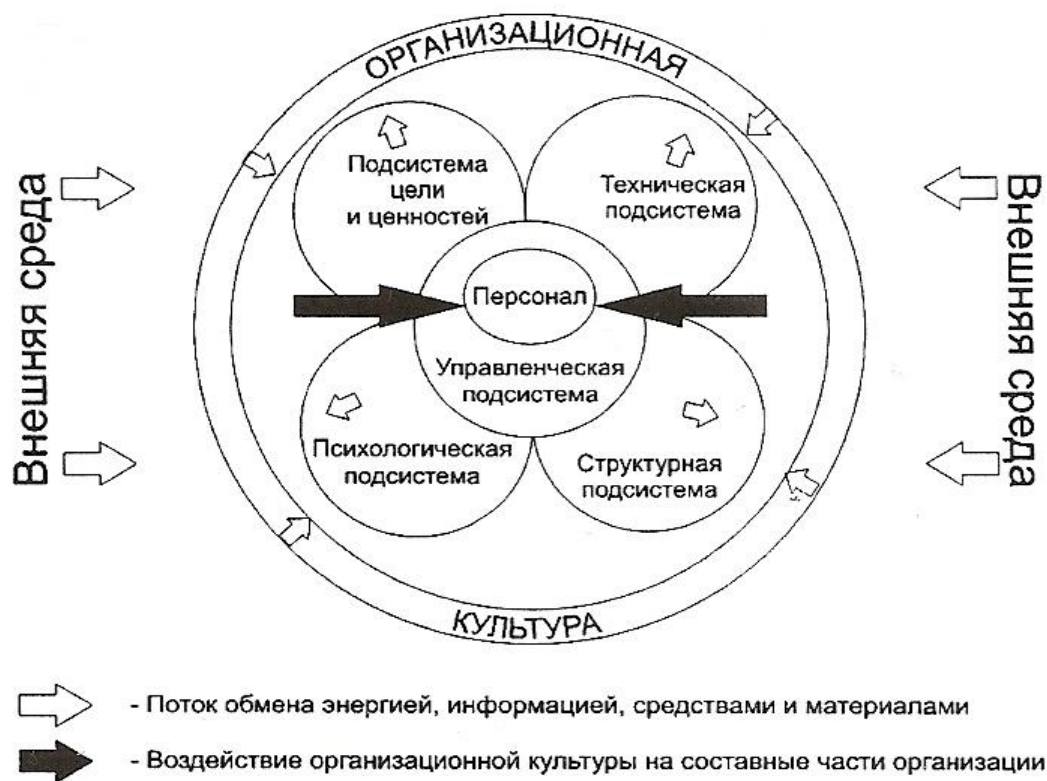 ОРГАНИЗАЦИОННАЯ
Подсистема
цели
и ценностей
Техническая
подсистема
Внешняя среда
Внешняя среда
Персонал
Управленческая
подсистема
Психологическая
подсистема
Структурная
подсистема
КУЛЬТУРА
- Поток обмена энергией, информацией, средствами и материалами
- Воздействие организационной культуры на составные части организации